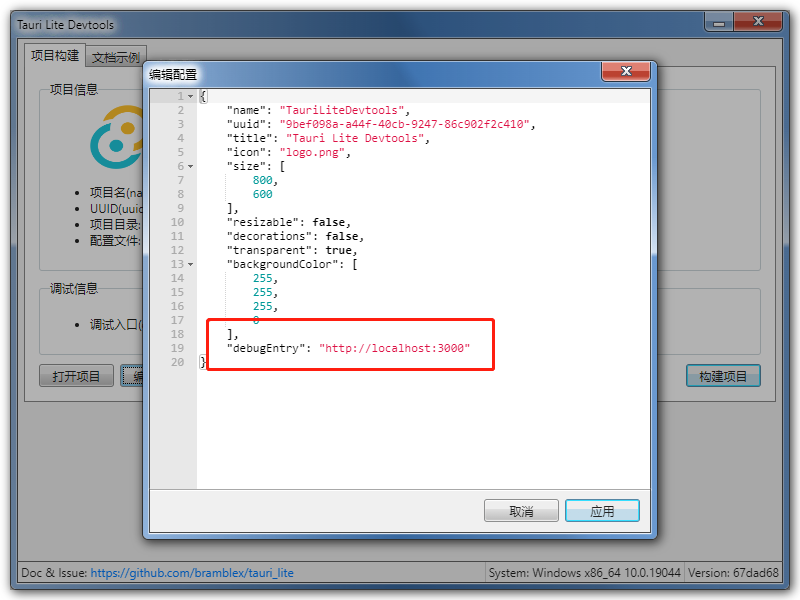 Tauri Lite Devtools
项目构建
文档示例
编辑配置
项目信息
项目名(na
UUID(uuid
项目目录:
配置文件:
调试信息
调试入口(
打开项目
编
构建项目
1 {
2 "name": "TauriLiteDevtools",
3 "uuid": "9bef098a-a44f-40cb-9247-86c902f2c410",
4 "title": "Tauri Lite Devtools",
5 "icon": "logo.png",
6 "size": [
7 800,
8 600
9 ],
10 "resizable": false,
11 "decorations": false,
12 "transparent": true,
13 "backgroundColor": [
14 255,
15 255,
16 255,
17 0
18 ],
19 "debugEntry": "http://localhost:3000"
20 }
取消
应用
Doc & Issue: https://github.com/bramblex/tauri_lite
System: Windows x86_64 10.0.19044
Version: 67dad68